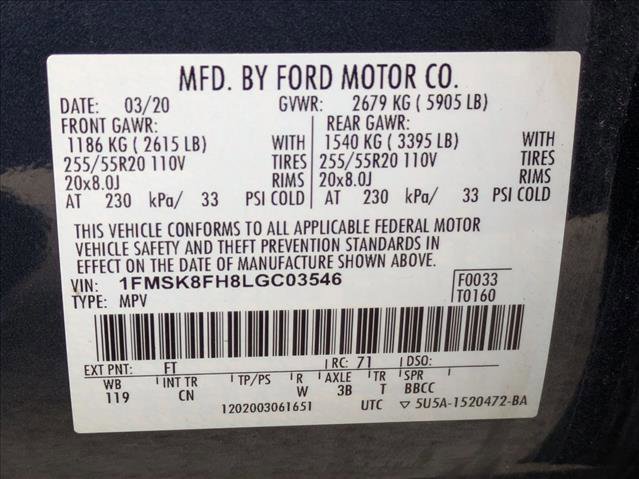 MFD. BY FORD MOTOR CO.
DATE: 03/20 GVWR: 2679 KG ( 5905 LB)
FRONT GAWR: REAR GAWR:
1186 KG ( 2615 LB) WITH 1540 KG ( 3395 LB) WITH
255/55R20 110V TIRES 255/55R20 110V TIRES
20x8.0J RIMS 20x8.0J RIMS
AT 230 kPa/ 33 PSI COLD AT 230 kPa/ 33 PSI COLD
THIS VEHICLE CONFORMS TO ALL APPLICABLE FEDERAL MOTOR
VEHICLE SAFETY AND THEFT PREVENTION STANDARDS IN
EFFECT ON THE DATE OF MANUFACTURE SHOWN ABOVE.
VIN: 1FMSK8FH8LGC03546 F0033
TYPE: MPV T0160
EXT PNT: FT RC: 71 DSO:
WB INT TR TP/PS R AXLE TR SPR
119 CN W 3B T BBCC
1202003061651 UTC ▽ 5U5A-1520472-BA